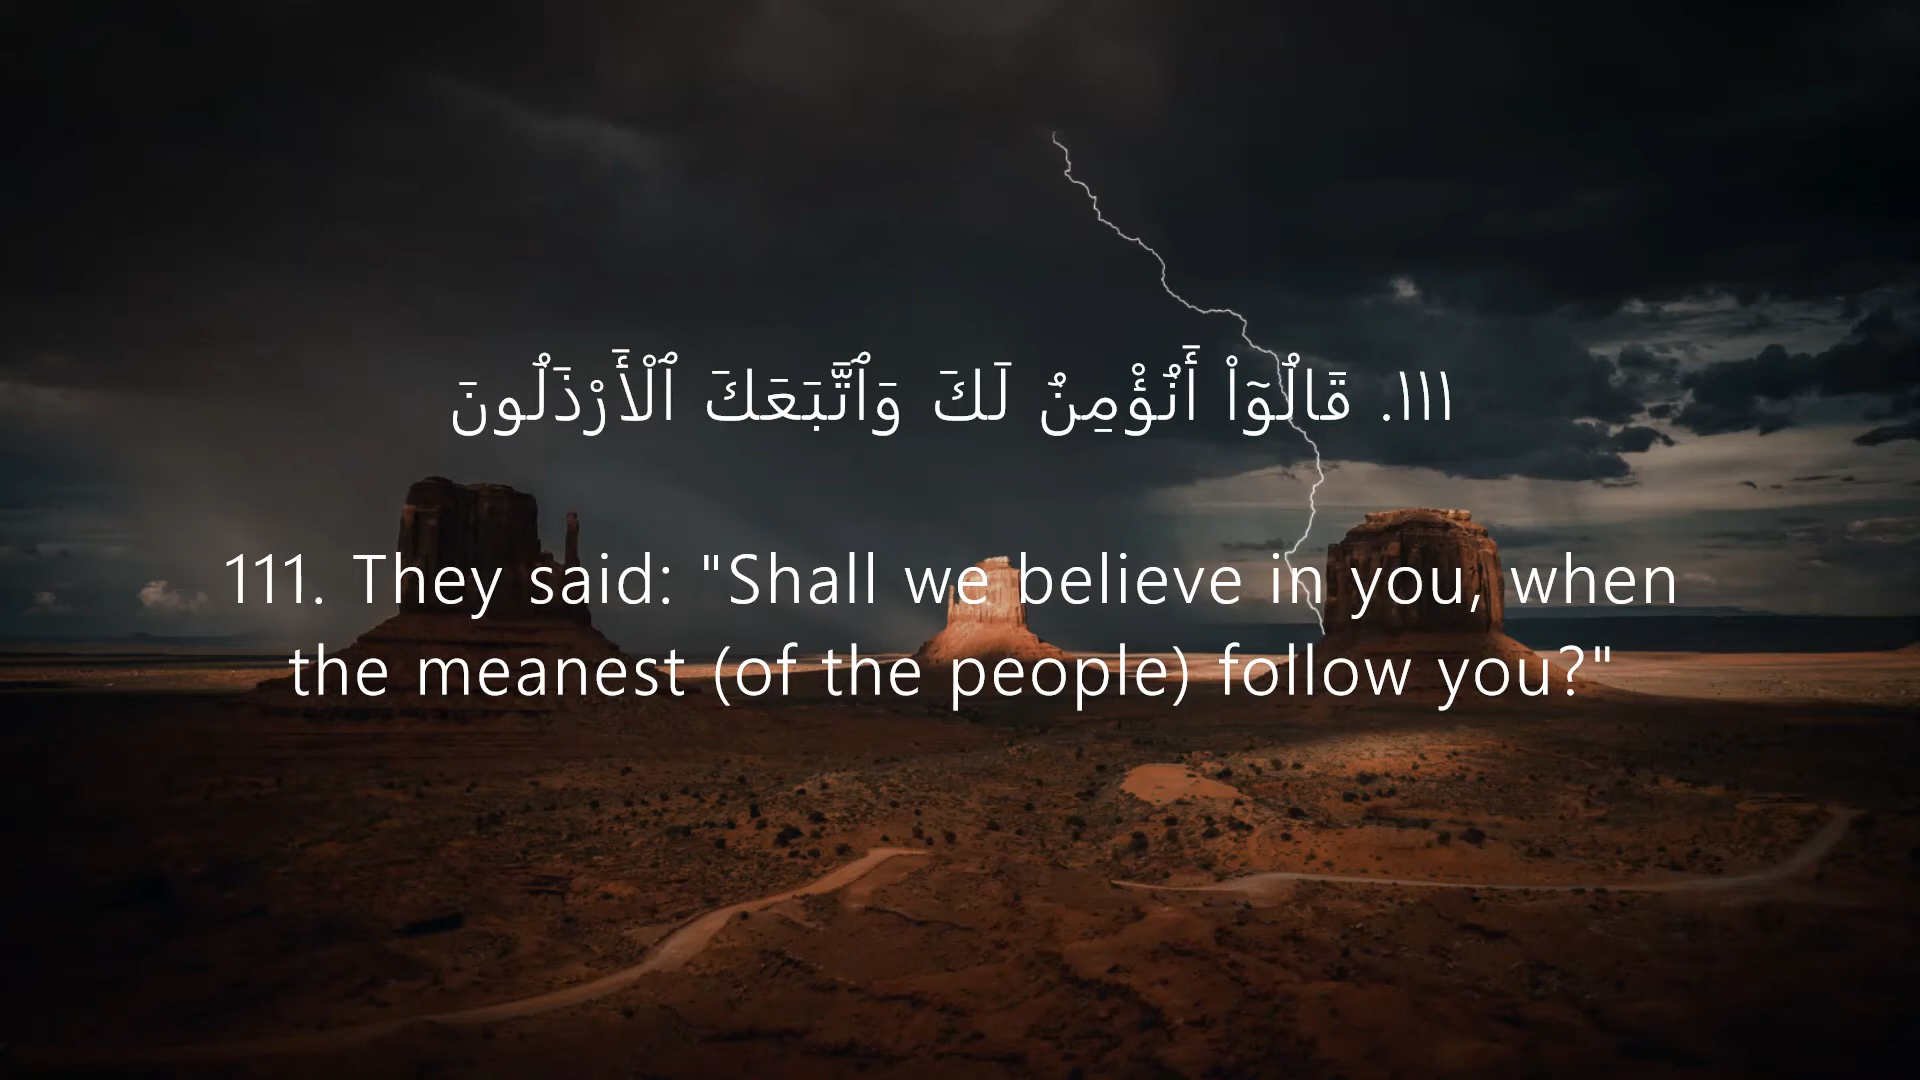 ١١١. قَالُوٓاْ أَنُؤْمِنُ لَكَ وَٱتَّبَعَكَ ٱلْأَرْذَلُونَ
111. They said: "Shall we believe in you, when
the meanest (of the people) follow you?"